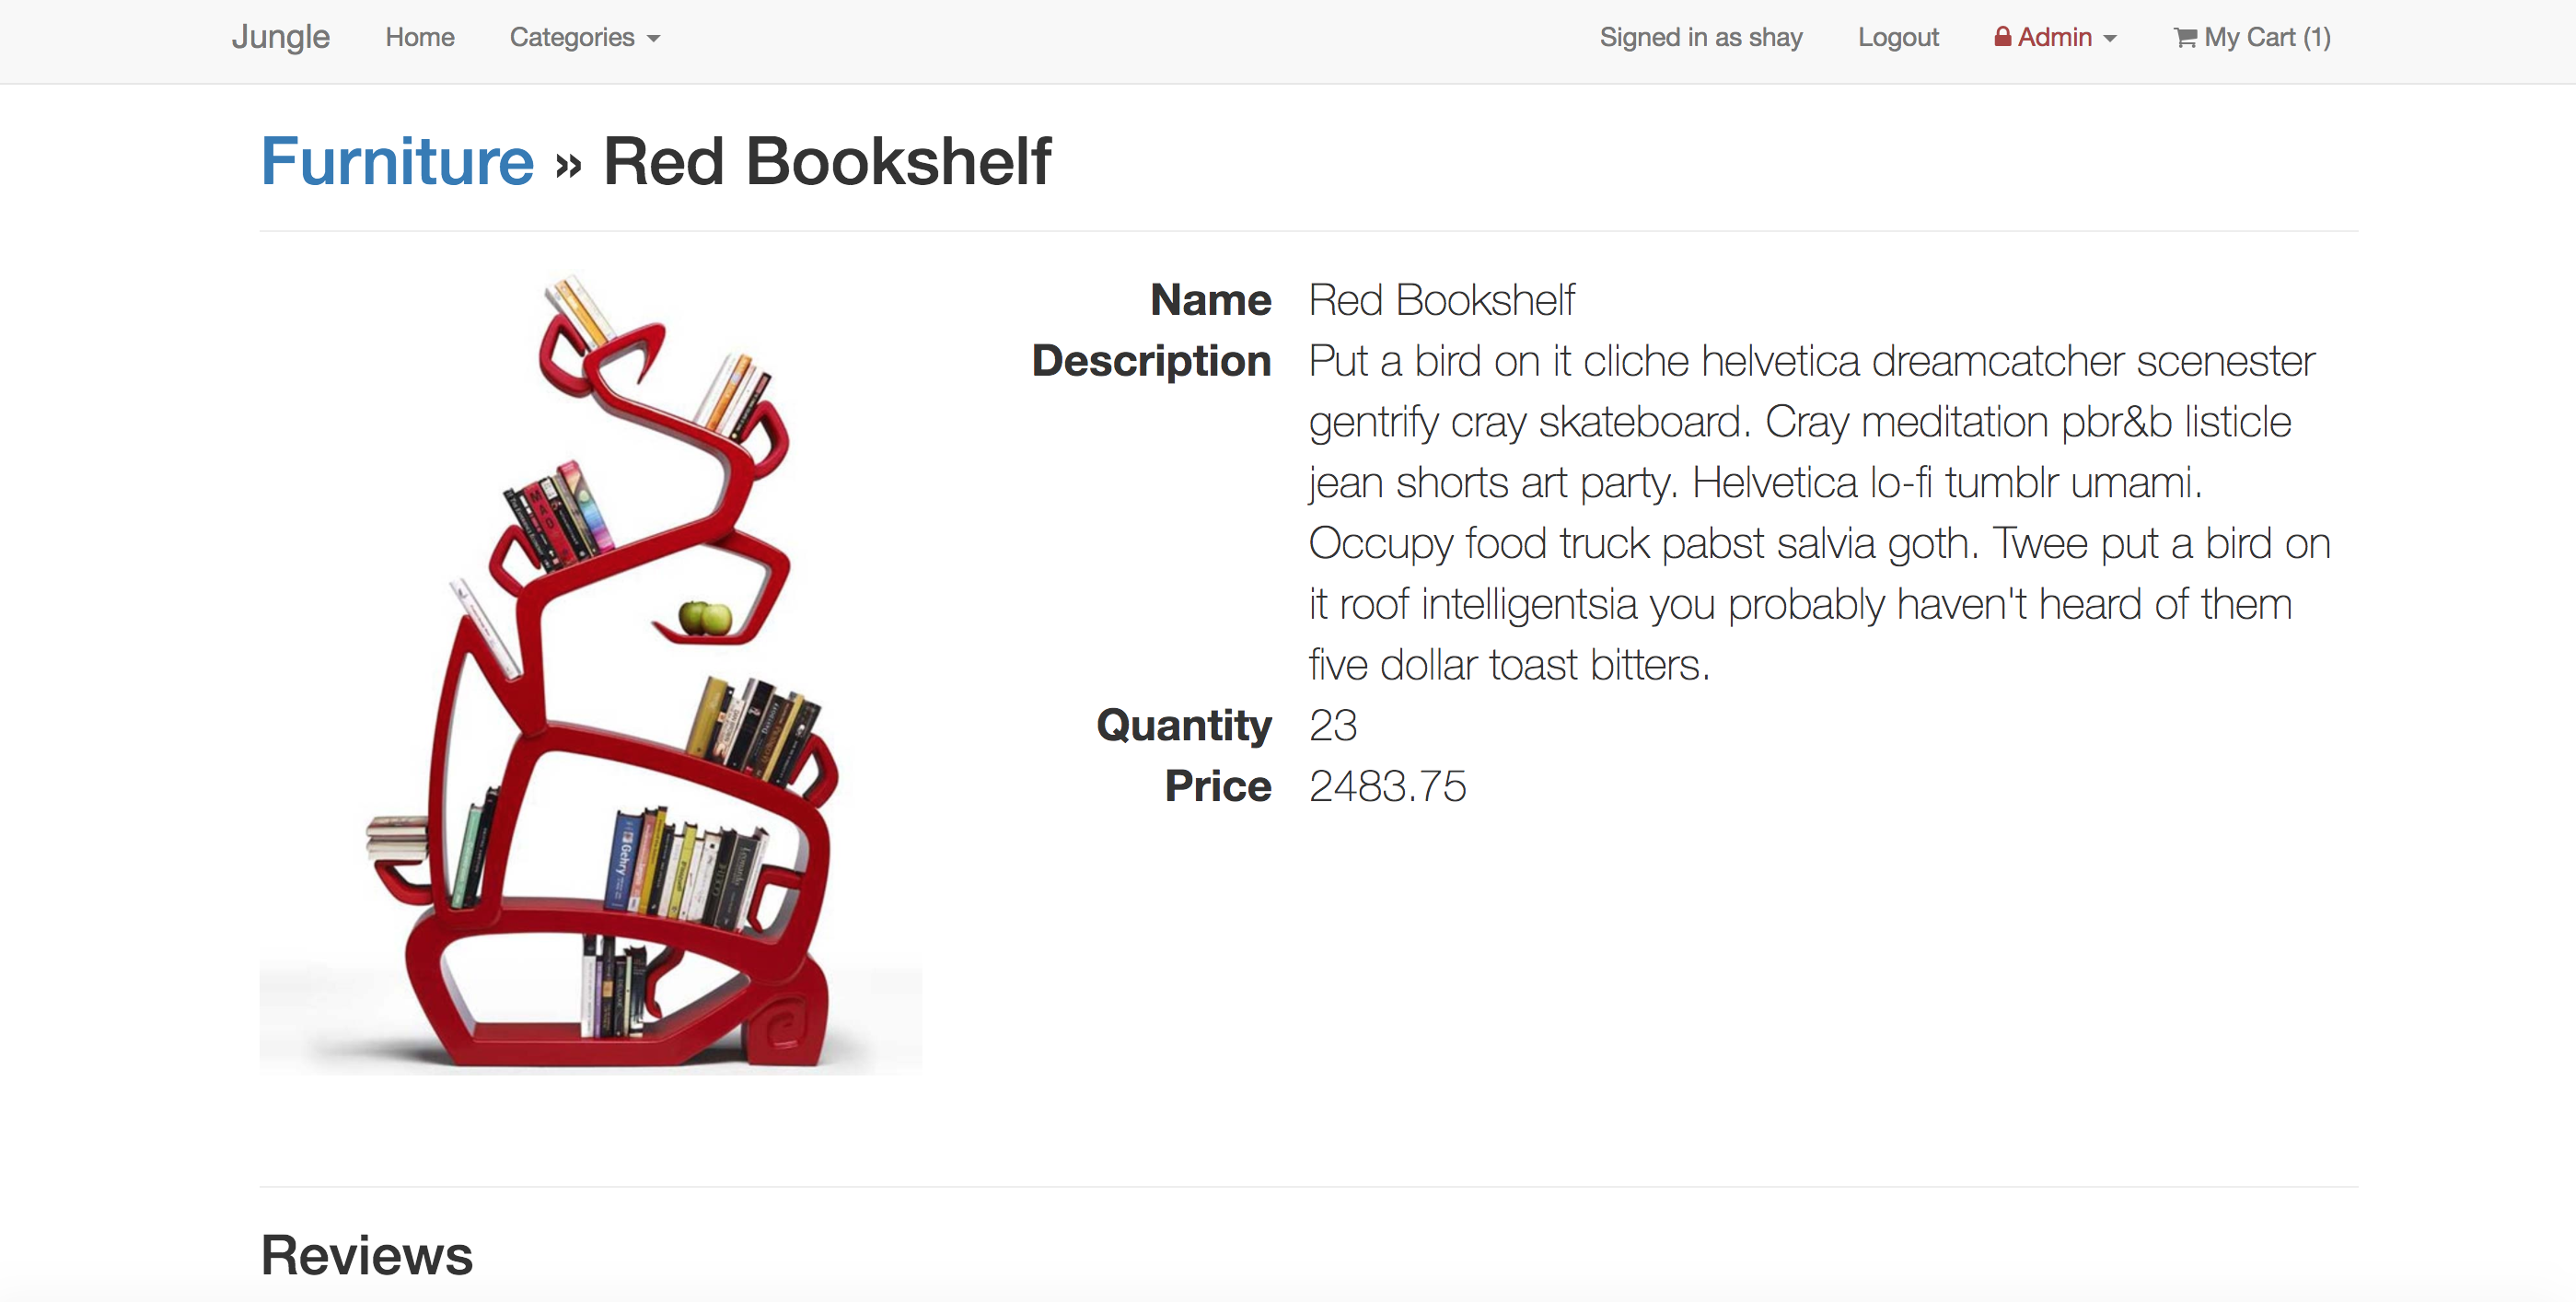 Jungle Home Categories Signed in as shay Logout Admin My Cart (1)
Furniture » Red Bookshelf
Name Red Bookshelf
Description Put a bird on it cliche helvetica dreamcatcher scenester
gentrify cray skateboard. Cray meditation pbr&b listicle
jean shorts art party. Helvetica lo-fi tumblr umami.
Occupy food truck pabst salvia goth. Twee put a bird on
it roof intelligentsia you probably haven't heard of them
five dollar toast bitters.
Quantity 23
Price 2483.75
MAD
Gehry
Reviews